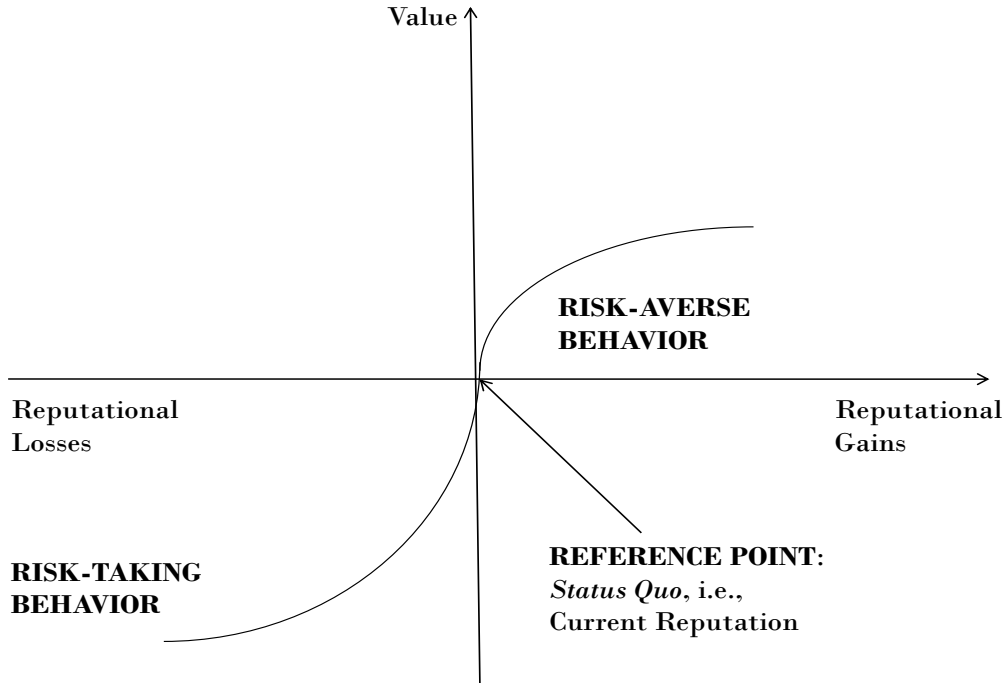 Value
RISK-AVERSE
BEHAVIOR
Reputational
Losses
Reputational
Gains
RISK-TAKING
BEHAVIOR
REFERENCE POINT:
Status Quo, i.e.,
Current Reputation